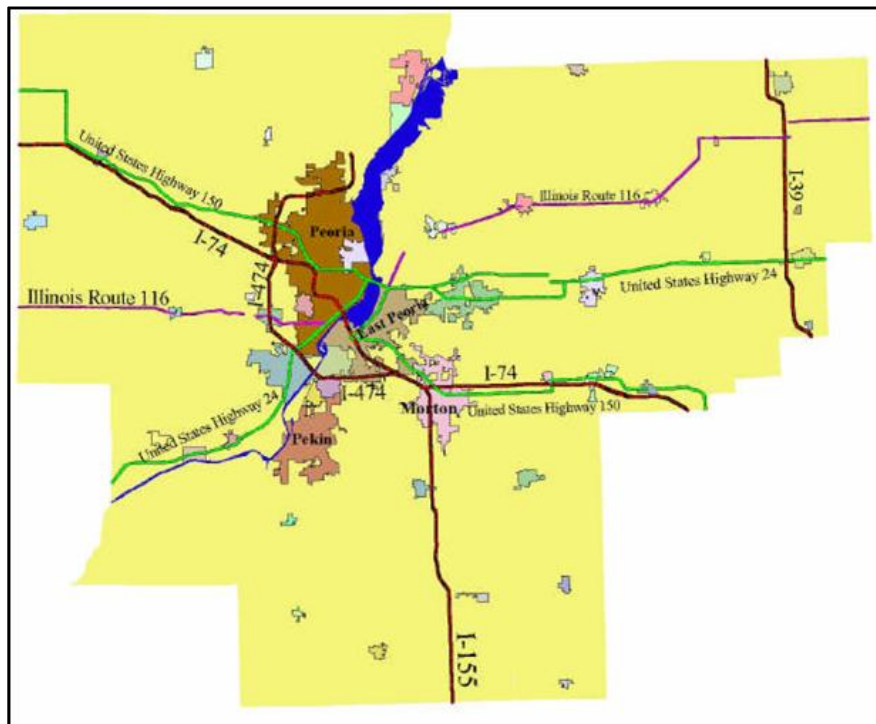 United States Highway 150
Illinois Route 116
I-39
Peoria
I-74
I-474
United States Highway 24
Illinois Route 116
East Peoria
I-74
I-474
Morton
United States Highway 150
United States Highway 24
Pekin
I-155